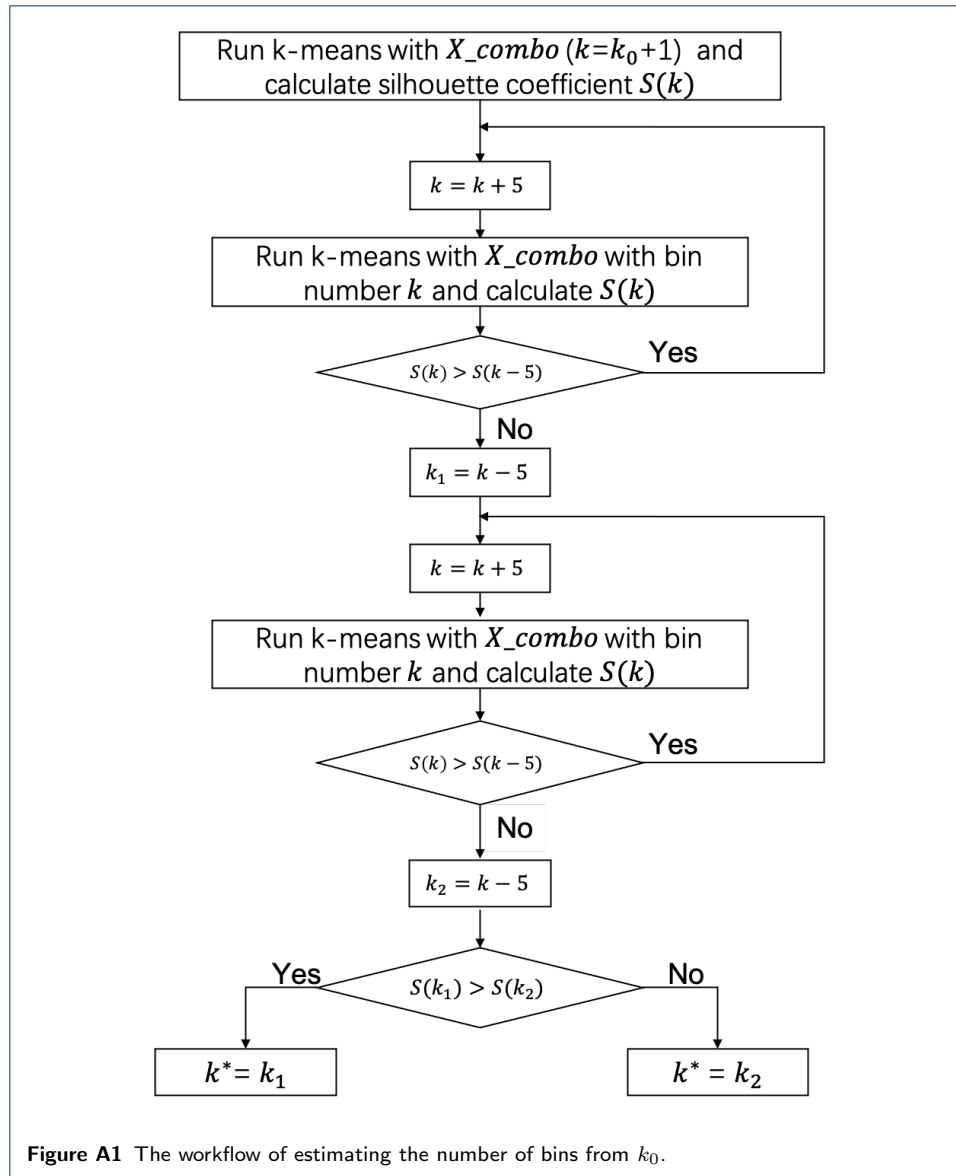 Run k-means with X_combo (k=k₀+1) and
calculate silhouette coefficient S(k)
k = k + 5
Run k-means with X_combo with bin
number k and calculate S(k)
S(k) > S(k − 5)
Yes
No
k₁ = k − 5
k = k + 5
Run k-means with X_combo with bin
number k and calculate S(k)
S(k) > S(k − 5)
Yes
No
k₂ = k − 5
Yes
S(k₁) > S(k₂)
No
k*= k₁
k* = k₂
Figure A1 The workflow of estimating the number of bins from k₀.